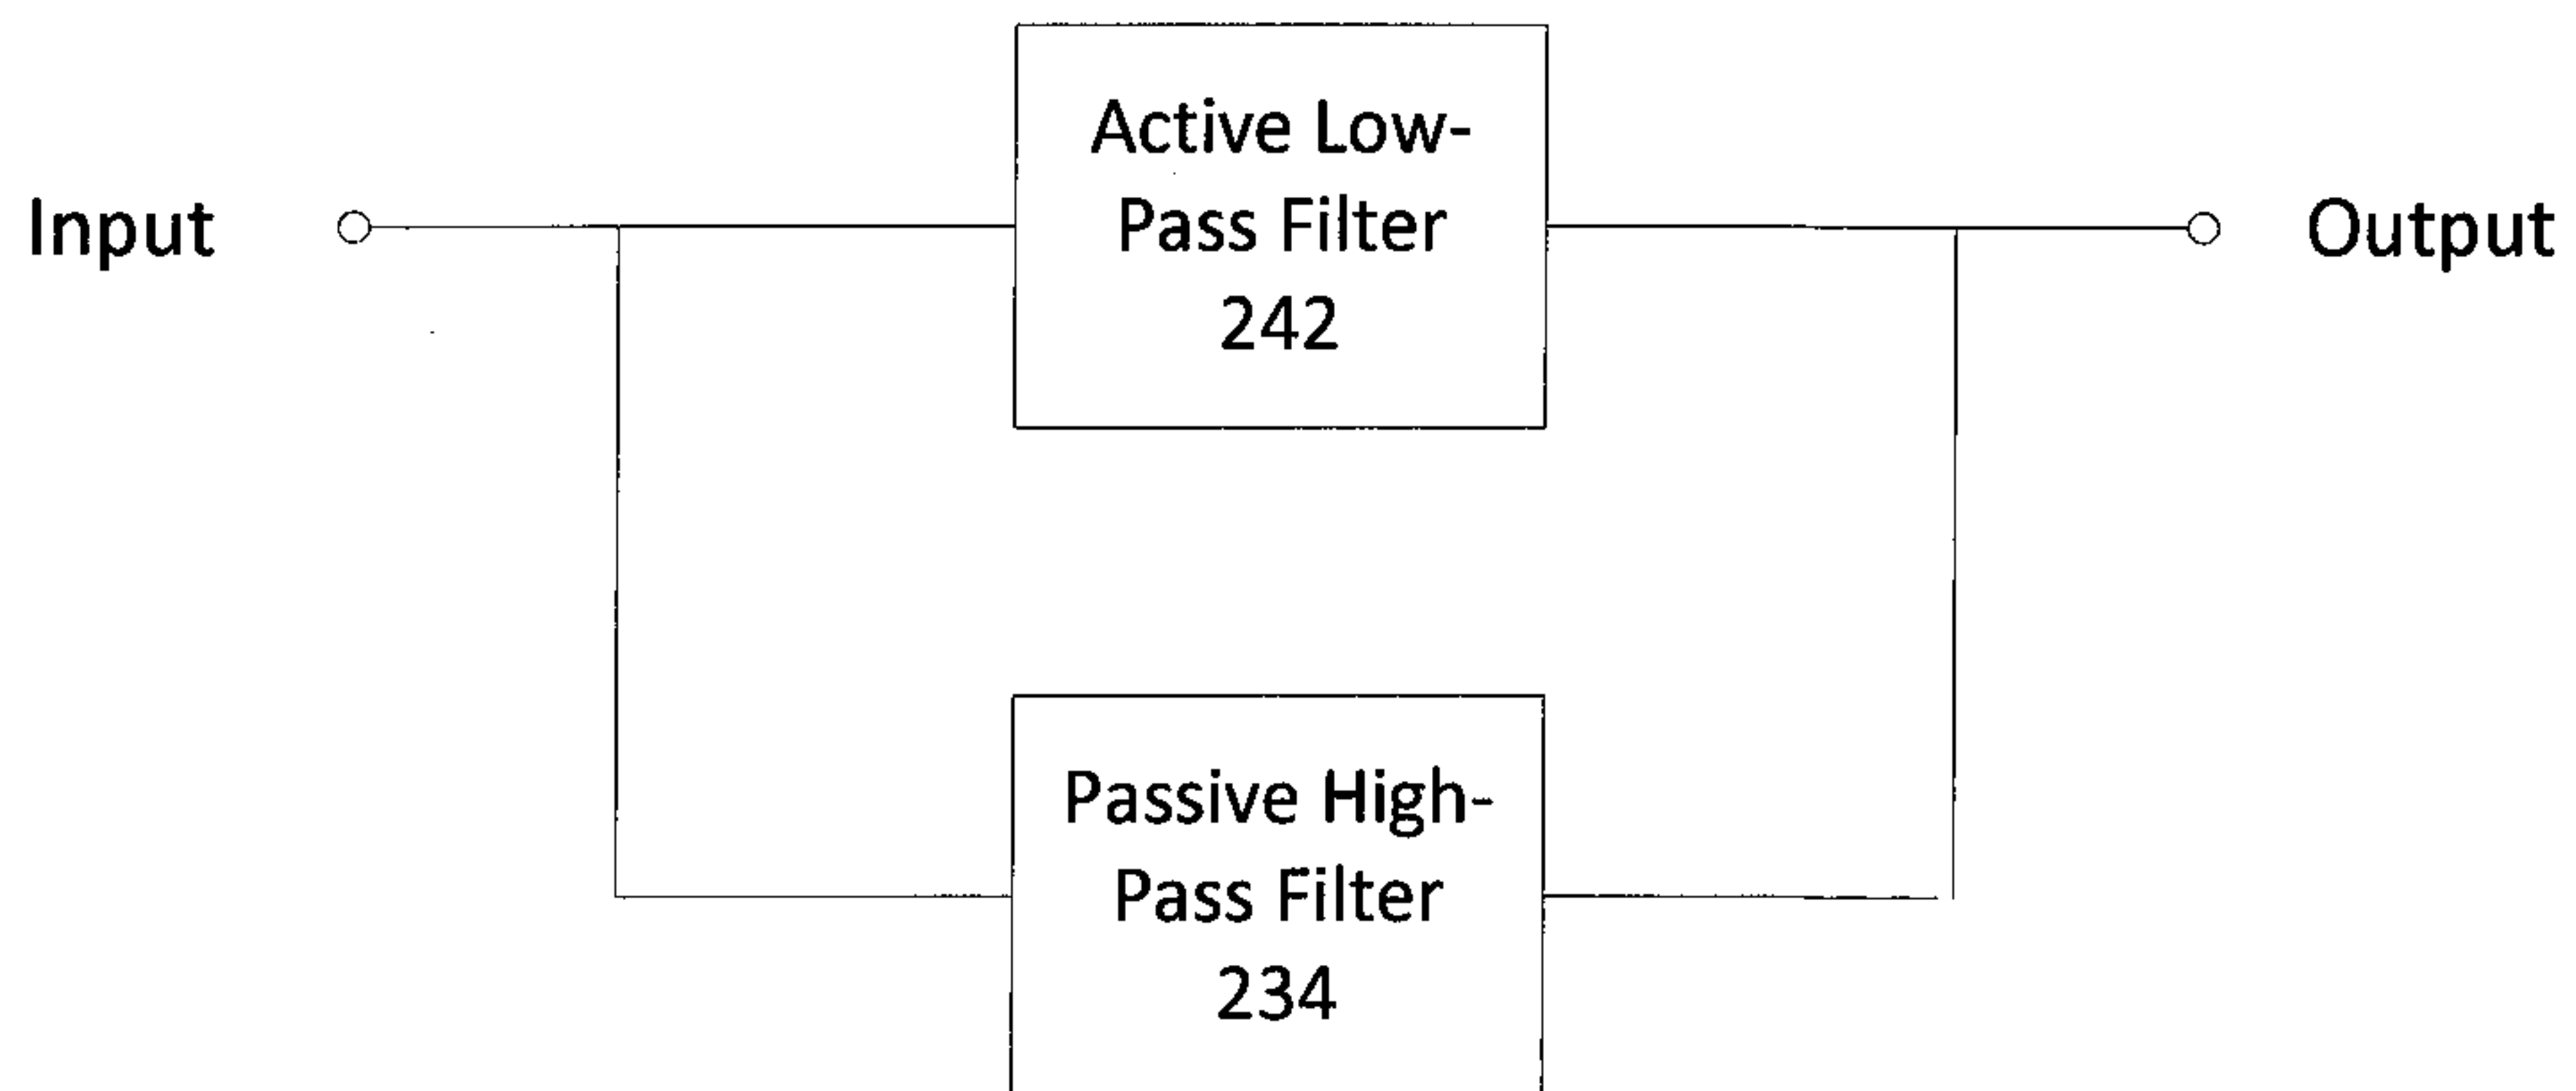 Active Low-
Pass Filter
242
Input
Output
Passive High-
Pass Filter
234